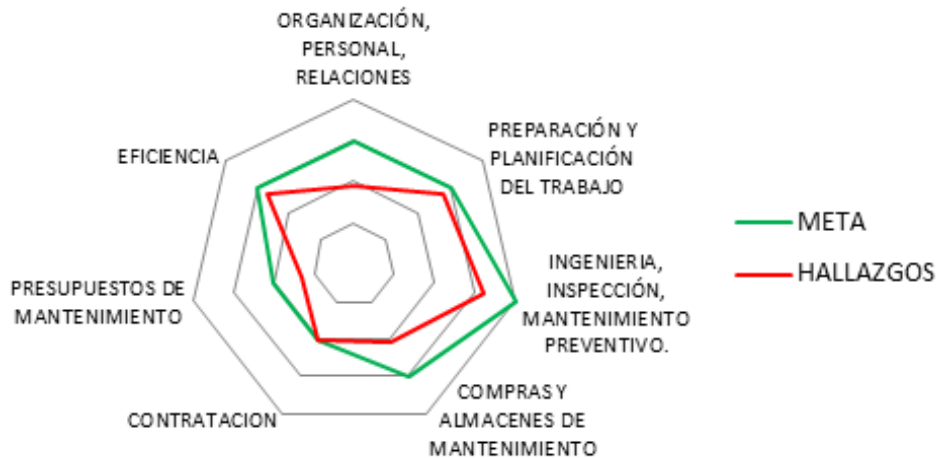 ORGANIZACIÓN,
PERSONAL,
RELACIONES
PREPARACIÓN Y
PLANIFICACIÓN
DEL TRABAJO
INGENIERIA,
INSPECCIÓN,
MANTENIMIENTO
PREVENTIVO.
COMPRAS Y
ALMACENES DE
MANTENIMIENTO
CONTRATACION
PRESUPUESTOS DE
MANTENIMIENTO
EFICIENCIA
META
HALLAZGOS